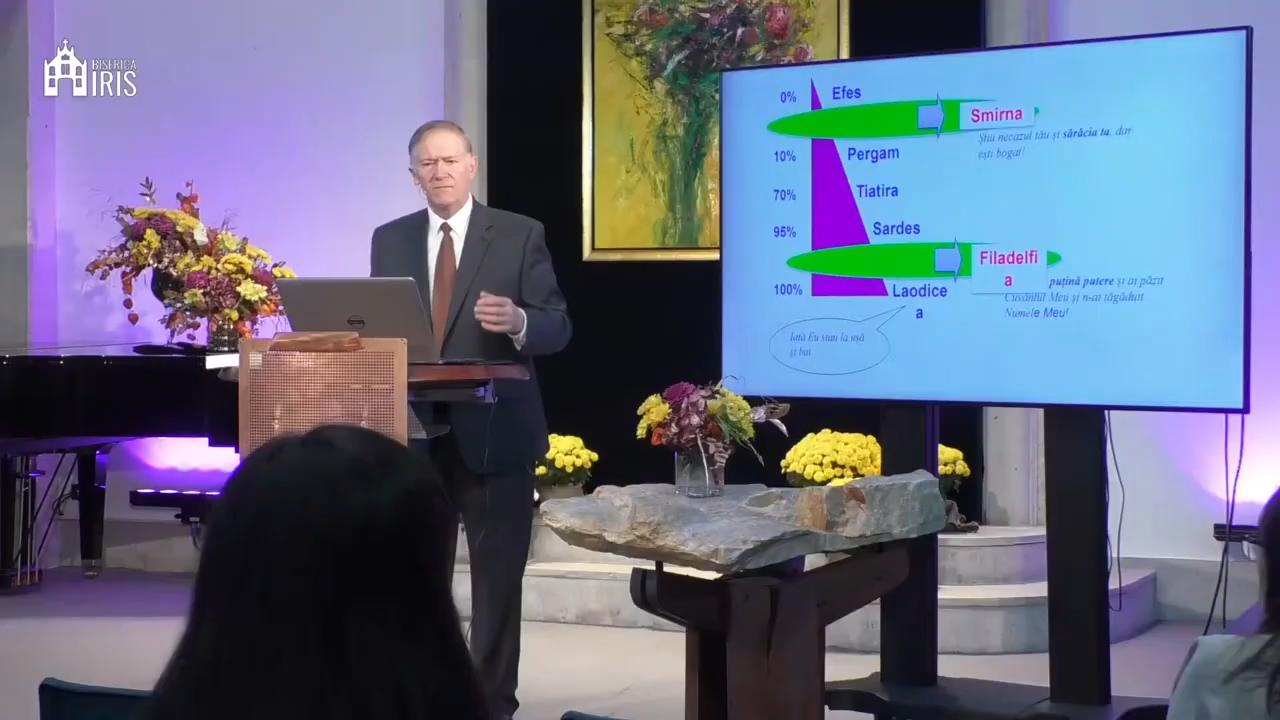 BISERICA
IRIS
0%
Efes
Smirna
Știu necazul tău și sărăcia ta, dar
ești bogat!
10%
Pergam
70%
Tiatira
95%
Sardes
Filadelfi
a
puțină putere și ai păzit
Cuvântul Meu și n-ai tăgăduit
Numele Meu!
100%
Laodice
a
Iată Eu stau la ușă
și bat